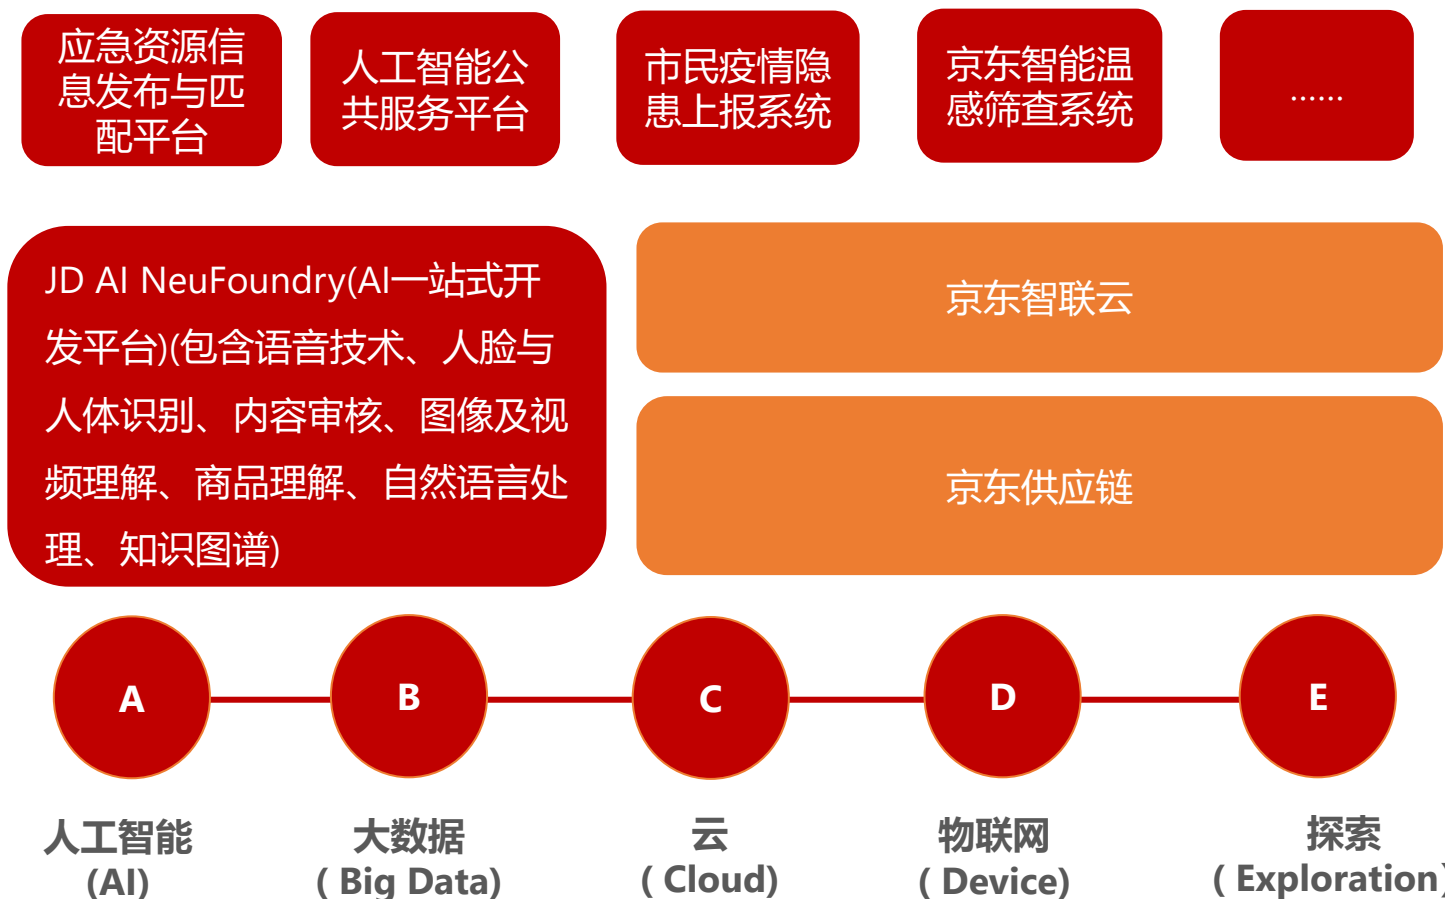 应急资源信
息发布与匹
配平台
人工智能公
共服务平台
市民疫情隐
患上报系统
京东智能温
感筛查系统
......
JD AI NeuFoundry(AI一站式开
发平台)(包含语音技术、人脸与
人体识别、内容审核、图像及视
频理解、商品理解、自然语言处
理、知识图谱)
京东智联云
京东供应链
A
B
C
D
E
人工智能
(AI)
大数据
( Big Data)
云
( Cloud)
物联网
( Device)
探索
( Exploration)